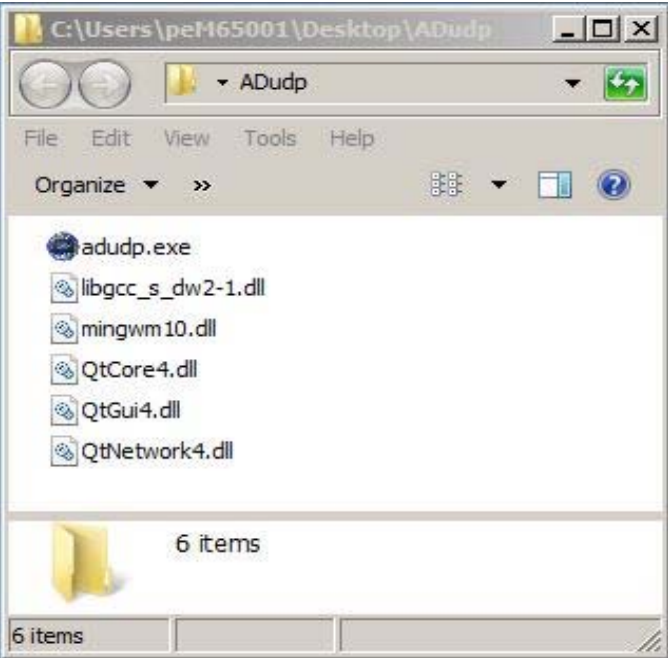 C:\Users\peM65001\Desktop\ADudp
ADudp
File Edit View Tools Help
Organize »
adudp.exe
libgcc_s_dw2-1.dll
mingwm10.dll
QtCore4.dll
QtGui4.dll
QtNetwork4.dll
6 items
6 items